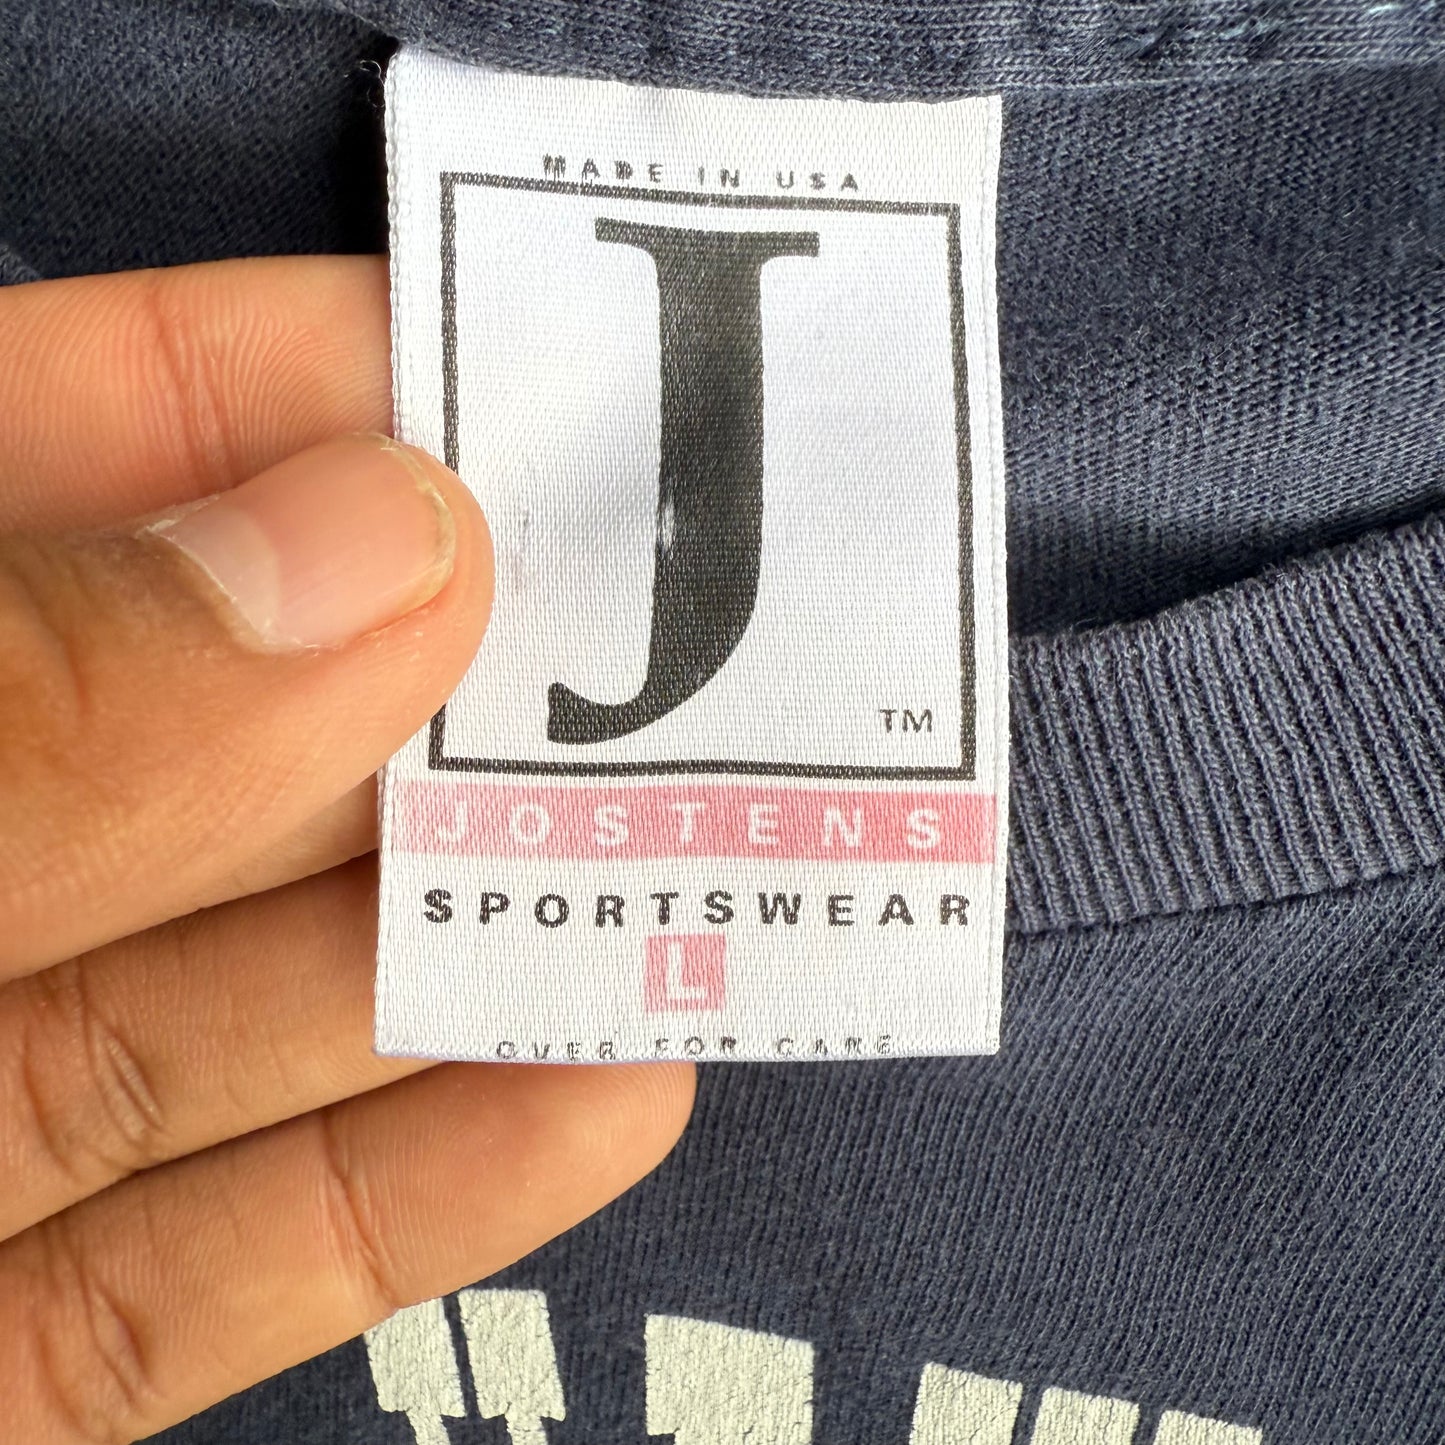 MADE IN USA
J
TM
JOSTENS
SPORTSWEAR
L
OVER FOR CARE